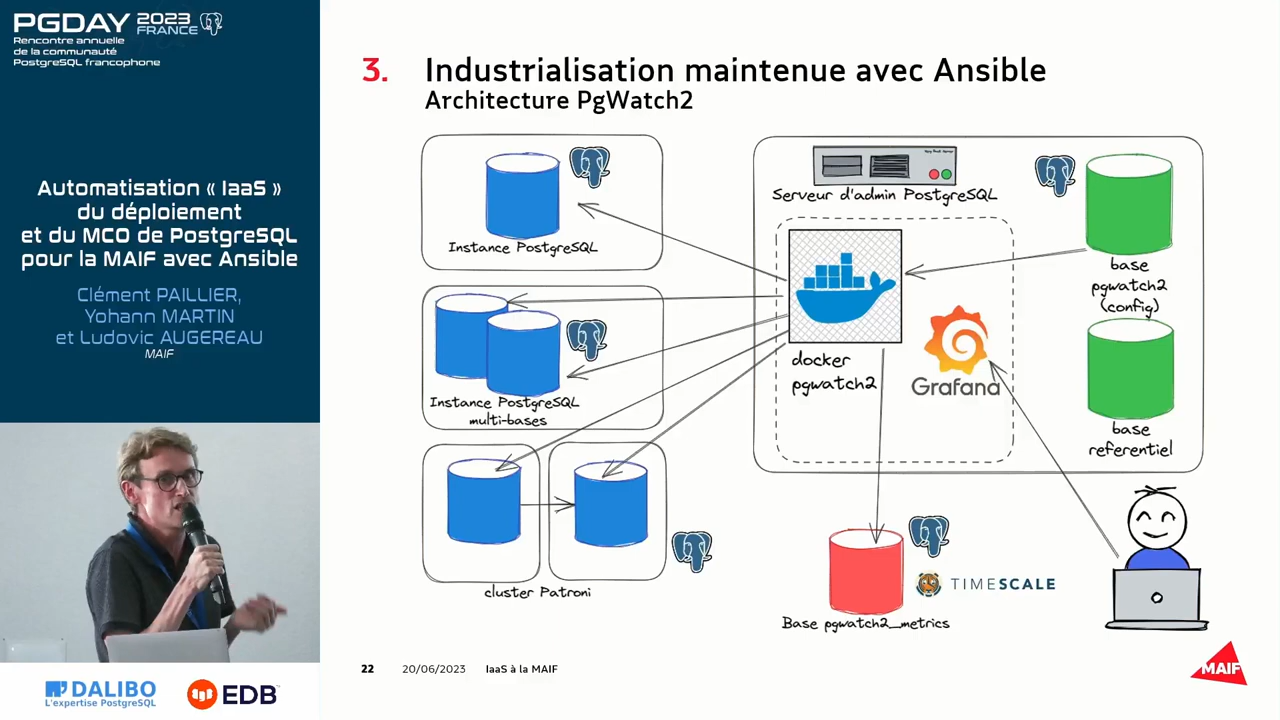 PGDAY 2023 FRANCE
Rencontre annuelle
de la communauté
PostgreSQL francophone
Automatisation « IaaS »
du déploiement
et du MCO de PostgreSQL
pour la MAIF avec Ansible
Clément PAILLIER,
Yohann MARTIN
et Ludovic AUGEREAU
MAIF
DALIBO
L'expertise PostgreSQL
EDB
3. Industrialisation maintenue avec Ansible
Architecture PgWatch2
Instance PostgreSQL
Instance PostgreSQL
multi-bases
cluster Patroni
Serveur d'admin PostgreSQL
docker
pgwatch2
Grafana
base
pgwatch2
(config)
base
referentiel
TIMESCALE
Base pgwatch2_metrics
22 20/06/2023 IaaS à la MAIF
MAIF